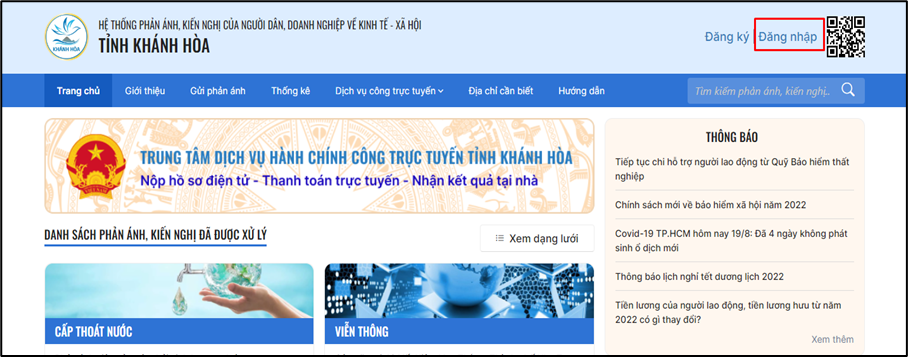 HỆ THỐNG PHẢN ÁNH, KIẾN NGHỊ CỦA NGƯỜI DÂN, DOANH NGHIỆP VỀ KINH TẾ - XÃ HỘI
KHÁNH HÒA
TỈNH KHÁNH HÒA
Đăng ký Đăng nhập
Trang chủ Giới thiệu Gửi phản ánh Thống kê Dịch vụ công trực tuyến Địa chỉ cần biết Hướng dẫn Tìm kiếm phản ánh, kiến nghị..
TRUNG TÂM DỊCH VỤ HÀNH CHÍNH CÔNG TRỰC TUYẾN TỈNH KHÁNH HÒA
Nộp hồ sơ điện tử - Thanh toán trực tuyến - Nhận kết quả tại nhà
DANH SÁCH PHẢN ÁNH, KIẾN NGHỊ ĐÃ ĐƯỢC XỬ LÝ
Xem dạng lưới
CẤP THOÁT NƯỚC
VIỄN THÔNG
THÔNG BÁO
Tiếp tục chi hỗ trợ người lao động từ Quỹ Bảo hiểm thất
nghiệp
Chính sách mới về bảo hiểm xã hội năm 2022
Covid-19 TP.HCM hôm nay 19/8: Đã 4 ngày không phát
sinh ổ dịch mới
Thông báo lịch nghỉ tết dương lịch 2022
Tiền lương của người lao động, tiền lương hưu từ năm
2022 có gì thay đổi?
Xem thêm